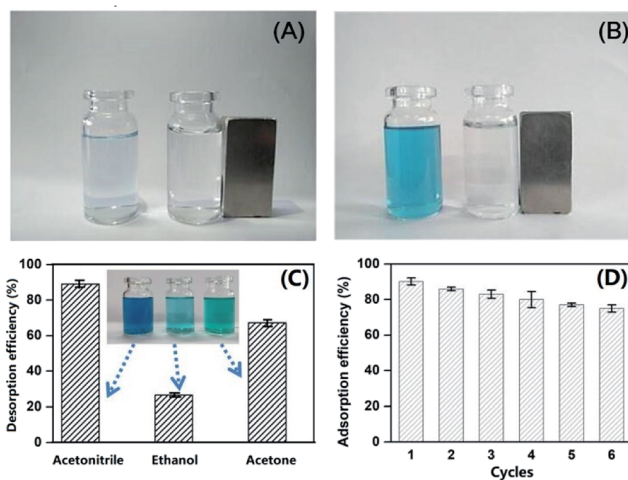 (A)
(B)
(C)
100
80
60
40
20
0
Desorption efficiency (%)
Acetonitrile Ethanol Acetone
(D)
100
80
60
40
20
0
Adsorption efficiency (%)
1 2 3 4 5 6
Cycles